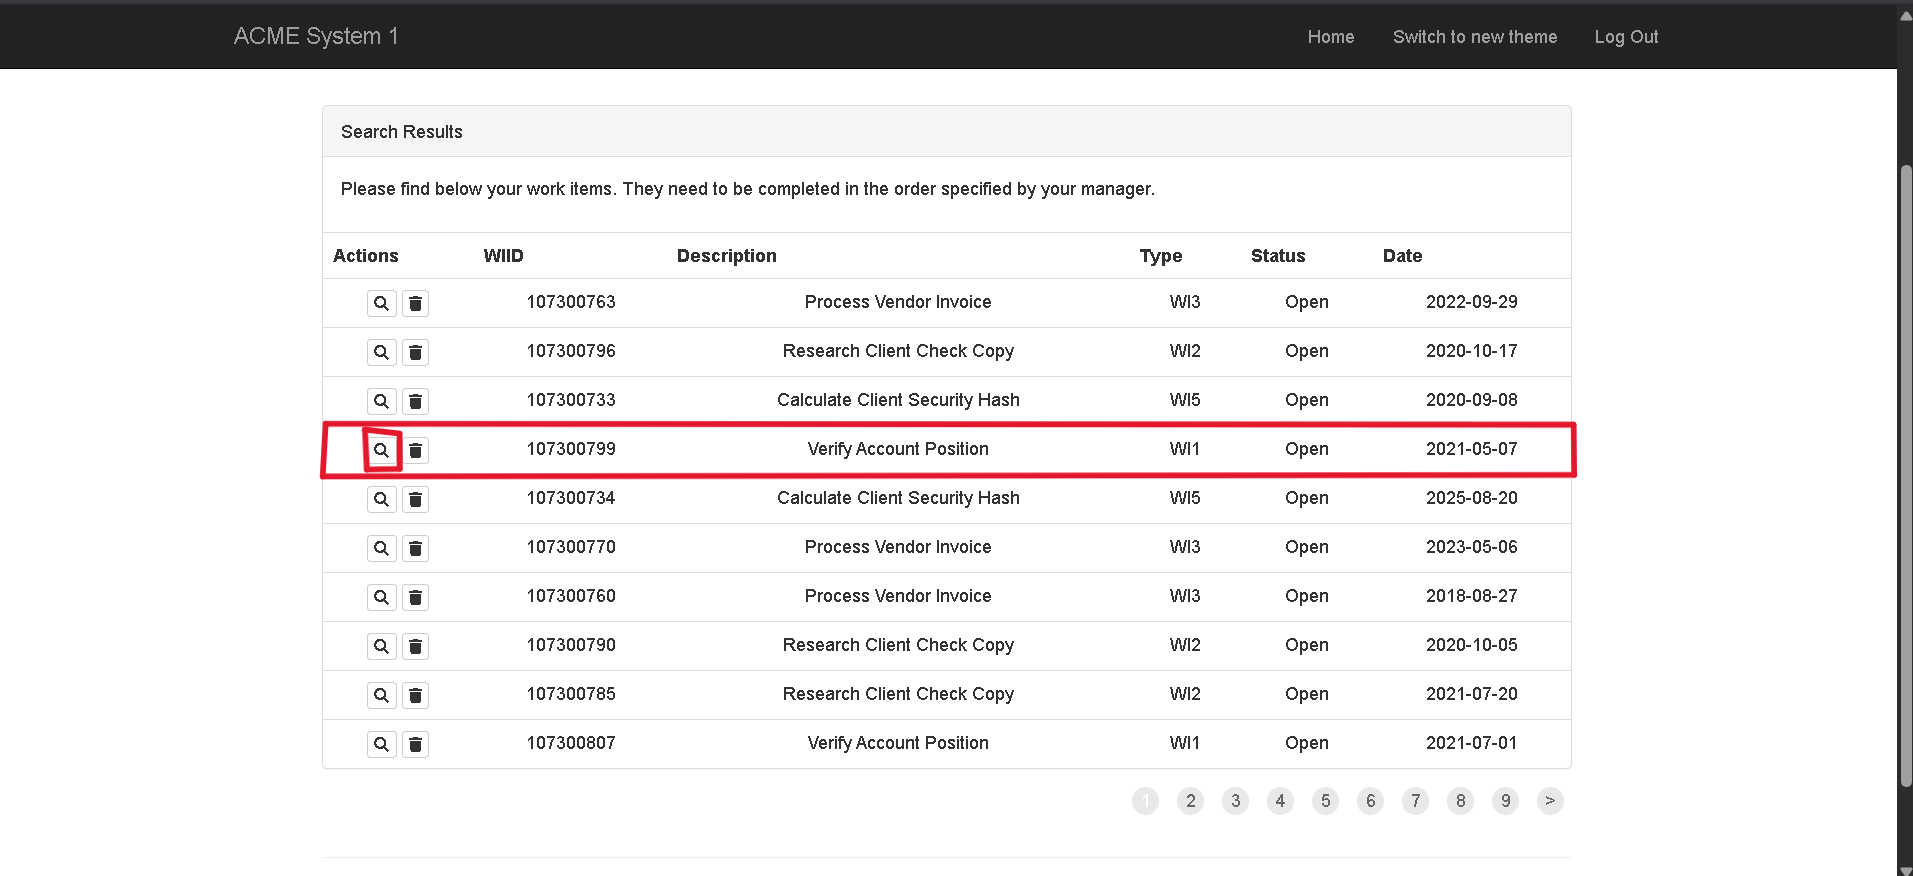 ACME System 1 Home Switch to new theme Log Out
Search Results
Please find below your work items. They need to be completed in the order specified by your manager.
Actions WIID Description Type Status Date
107300763 Process Vendor Invoice WI3 Open 2022-09-29
107300796 Research Client Check Copy WI2 Open 2020-10-17
107300733 Calculate Client Security Hash WI5 Open 2020-09-08
107300799 Verify Account Position WI1 Open 2021-05-07
107300734 Calculate Client Security Hash WI5 Open 2025-08-20
107300770 Process Vendor Invoice WI3 Open 2023-05-06
107300760 Process Vendor Invoice WI3 Open 2018-08-27
107300790 Research Client Check Copy WI2 Open 2020-10-05
107300785 Research Client Check Copy WI2 Open 2021-07-20
107300807 Verify Account Position WI1 Open 2021-07-01
1 2 3 4 5 6 7 8 9 >